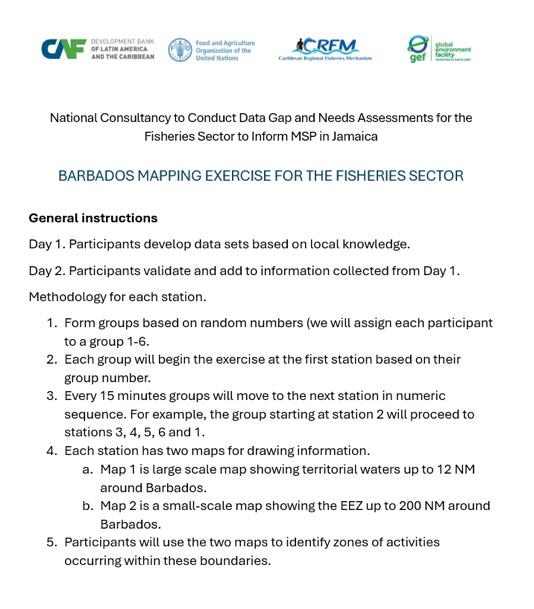 CAF DEVELOPMENT BANK
OF LATIN AMERICA
AND THE CARIBBEAN
FAO
Food and Agriculture
Organization of the
United Nations
CRFM
Caribbean Regional Fisheries Mechanism
gef
global
environment
facility
National Consultancy to Conduct Data Gap and Needs Assessments for the
Fisheries Sector to Inform MSP in Jamaica
BARBADOS MAPPING EXERCISE FOR THE FISHERIES SECTOR
General instructions
Day 1. Participants develop data sets based on local knowledge.
Day 2. Participants validate and add to information collected from Day 1.
Methodology for each station.
1. Form groups based on random numbers (we will assign each participant
to a group 1-6.
2. Each group will begin the exercise at the first station based on their
group number.
3. Every 15 minutes groups will move to the next station in numeric
sequence. For example, the group starting at station 2 will proceed to
stations 3, 4, 5, 6 and 1.
4. Each station has two maps for drawing information.
a. Map 1 is large scale map showing territorial waters up to 12 NM
around Barbados.
b. Map 2 is a small-scale map showing the EEZ up to 200 NM around
Barbados.
5. Participants will use the two maps to identify zones of activities
occurring within these boundaries.